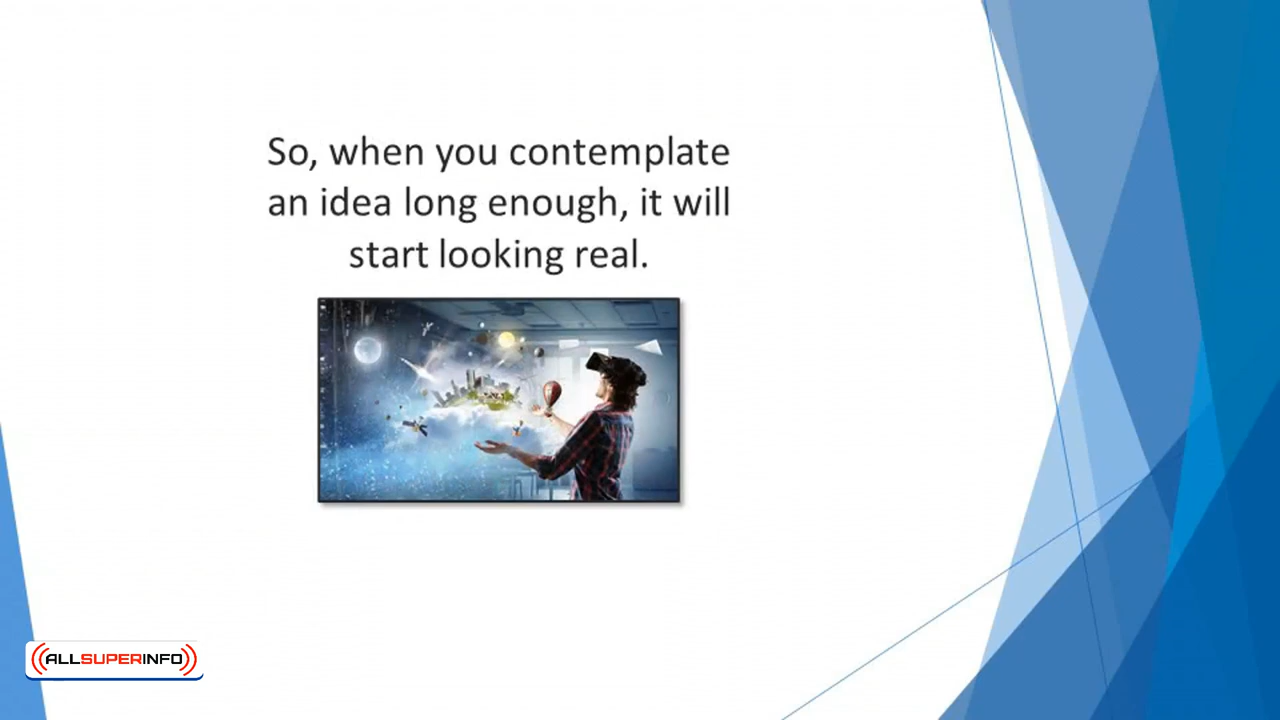 So, when you contemplate
an idea long enough, it will
start looking real.
ALLSUPERINFO